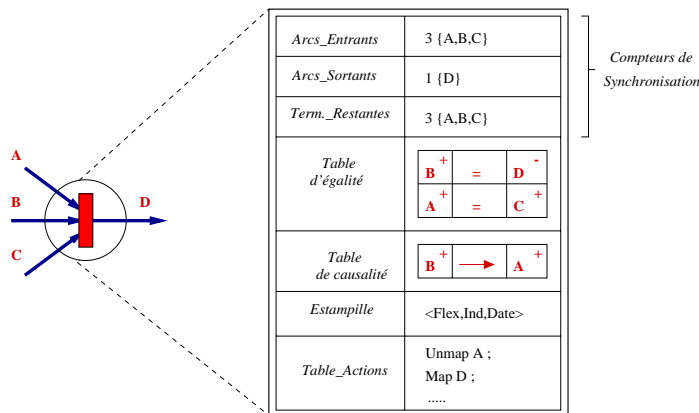 A
B
C
D
Arcs_Entrants 3 {A,B,C}
Arcs_Sortants 1 {D}
Term._Restantes 3 {A,B,C}
Compteurs de
Synchronisation
Table
d'égalité
B+ = D-
A+ = C+
Table
de causalité
B+ → A+
Estampille <Flex,Ind,Date>
Table_Actions
Unmap A ;
Map D ;
.....